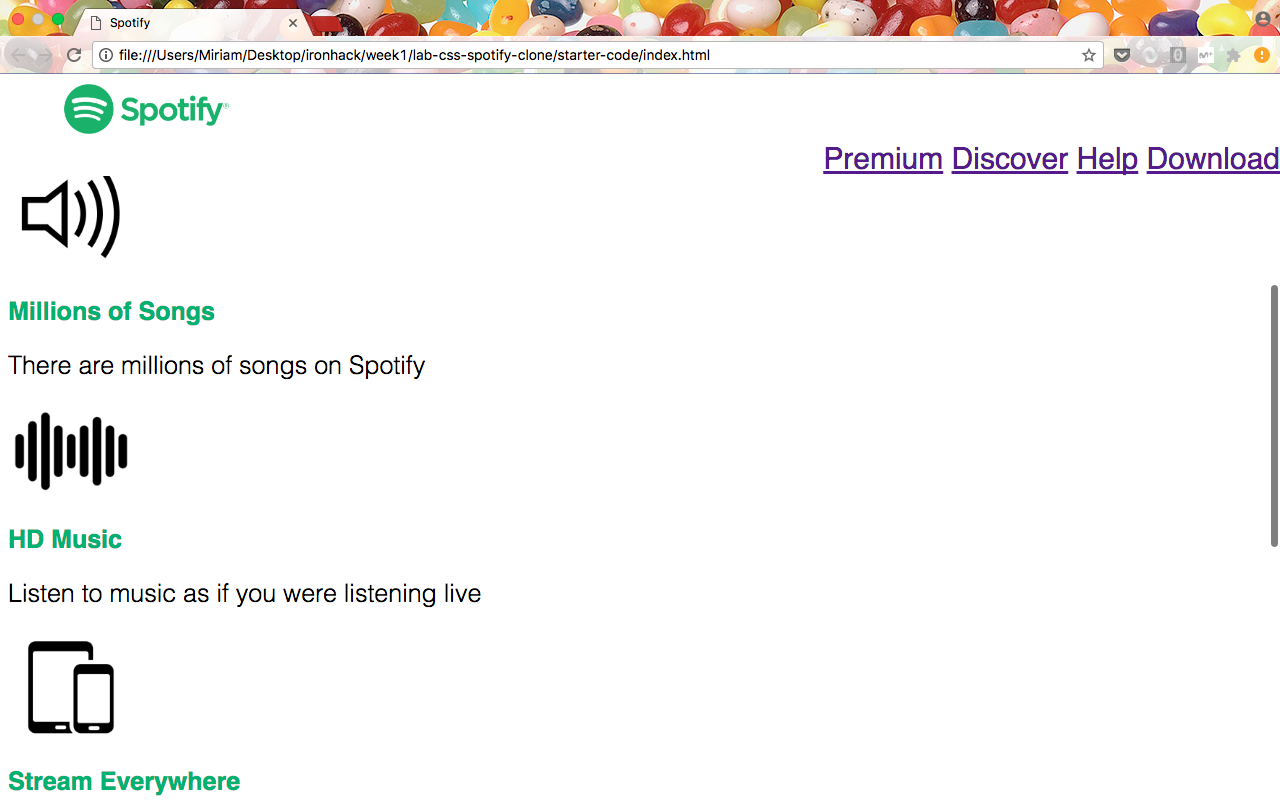 Spotify
file:///Users/Miriam/Desktop/ironhack/week1/lab-css-spotify-clone/starter-code/index.html
Spotify®
Premium Discover Help Download
Millions of Songs
There are millions of songs on Spotify
HD Music
Listen to music as if you were listening live
Stream Everywhere